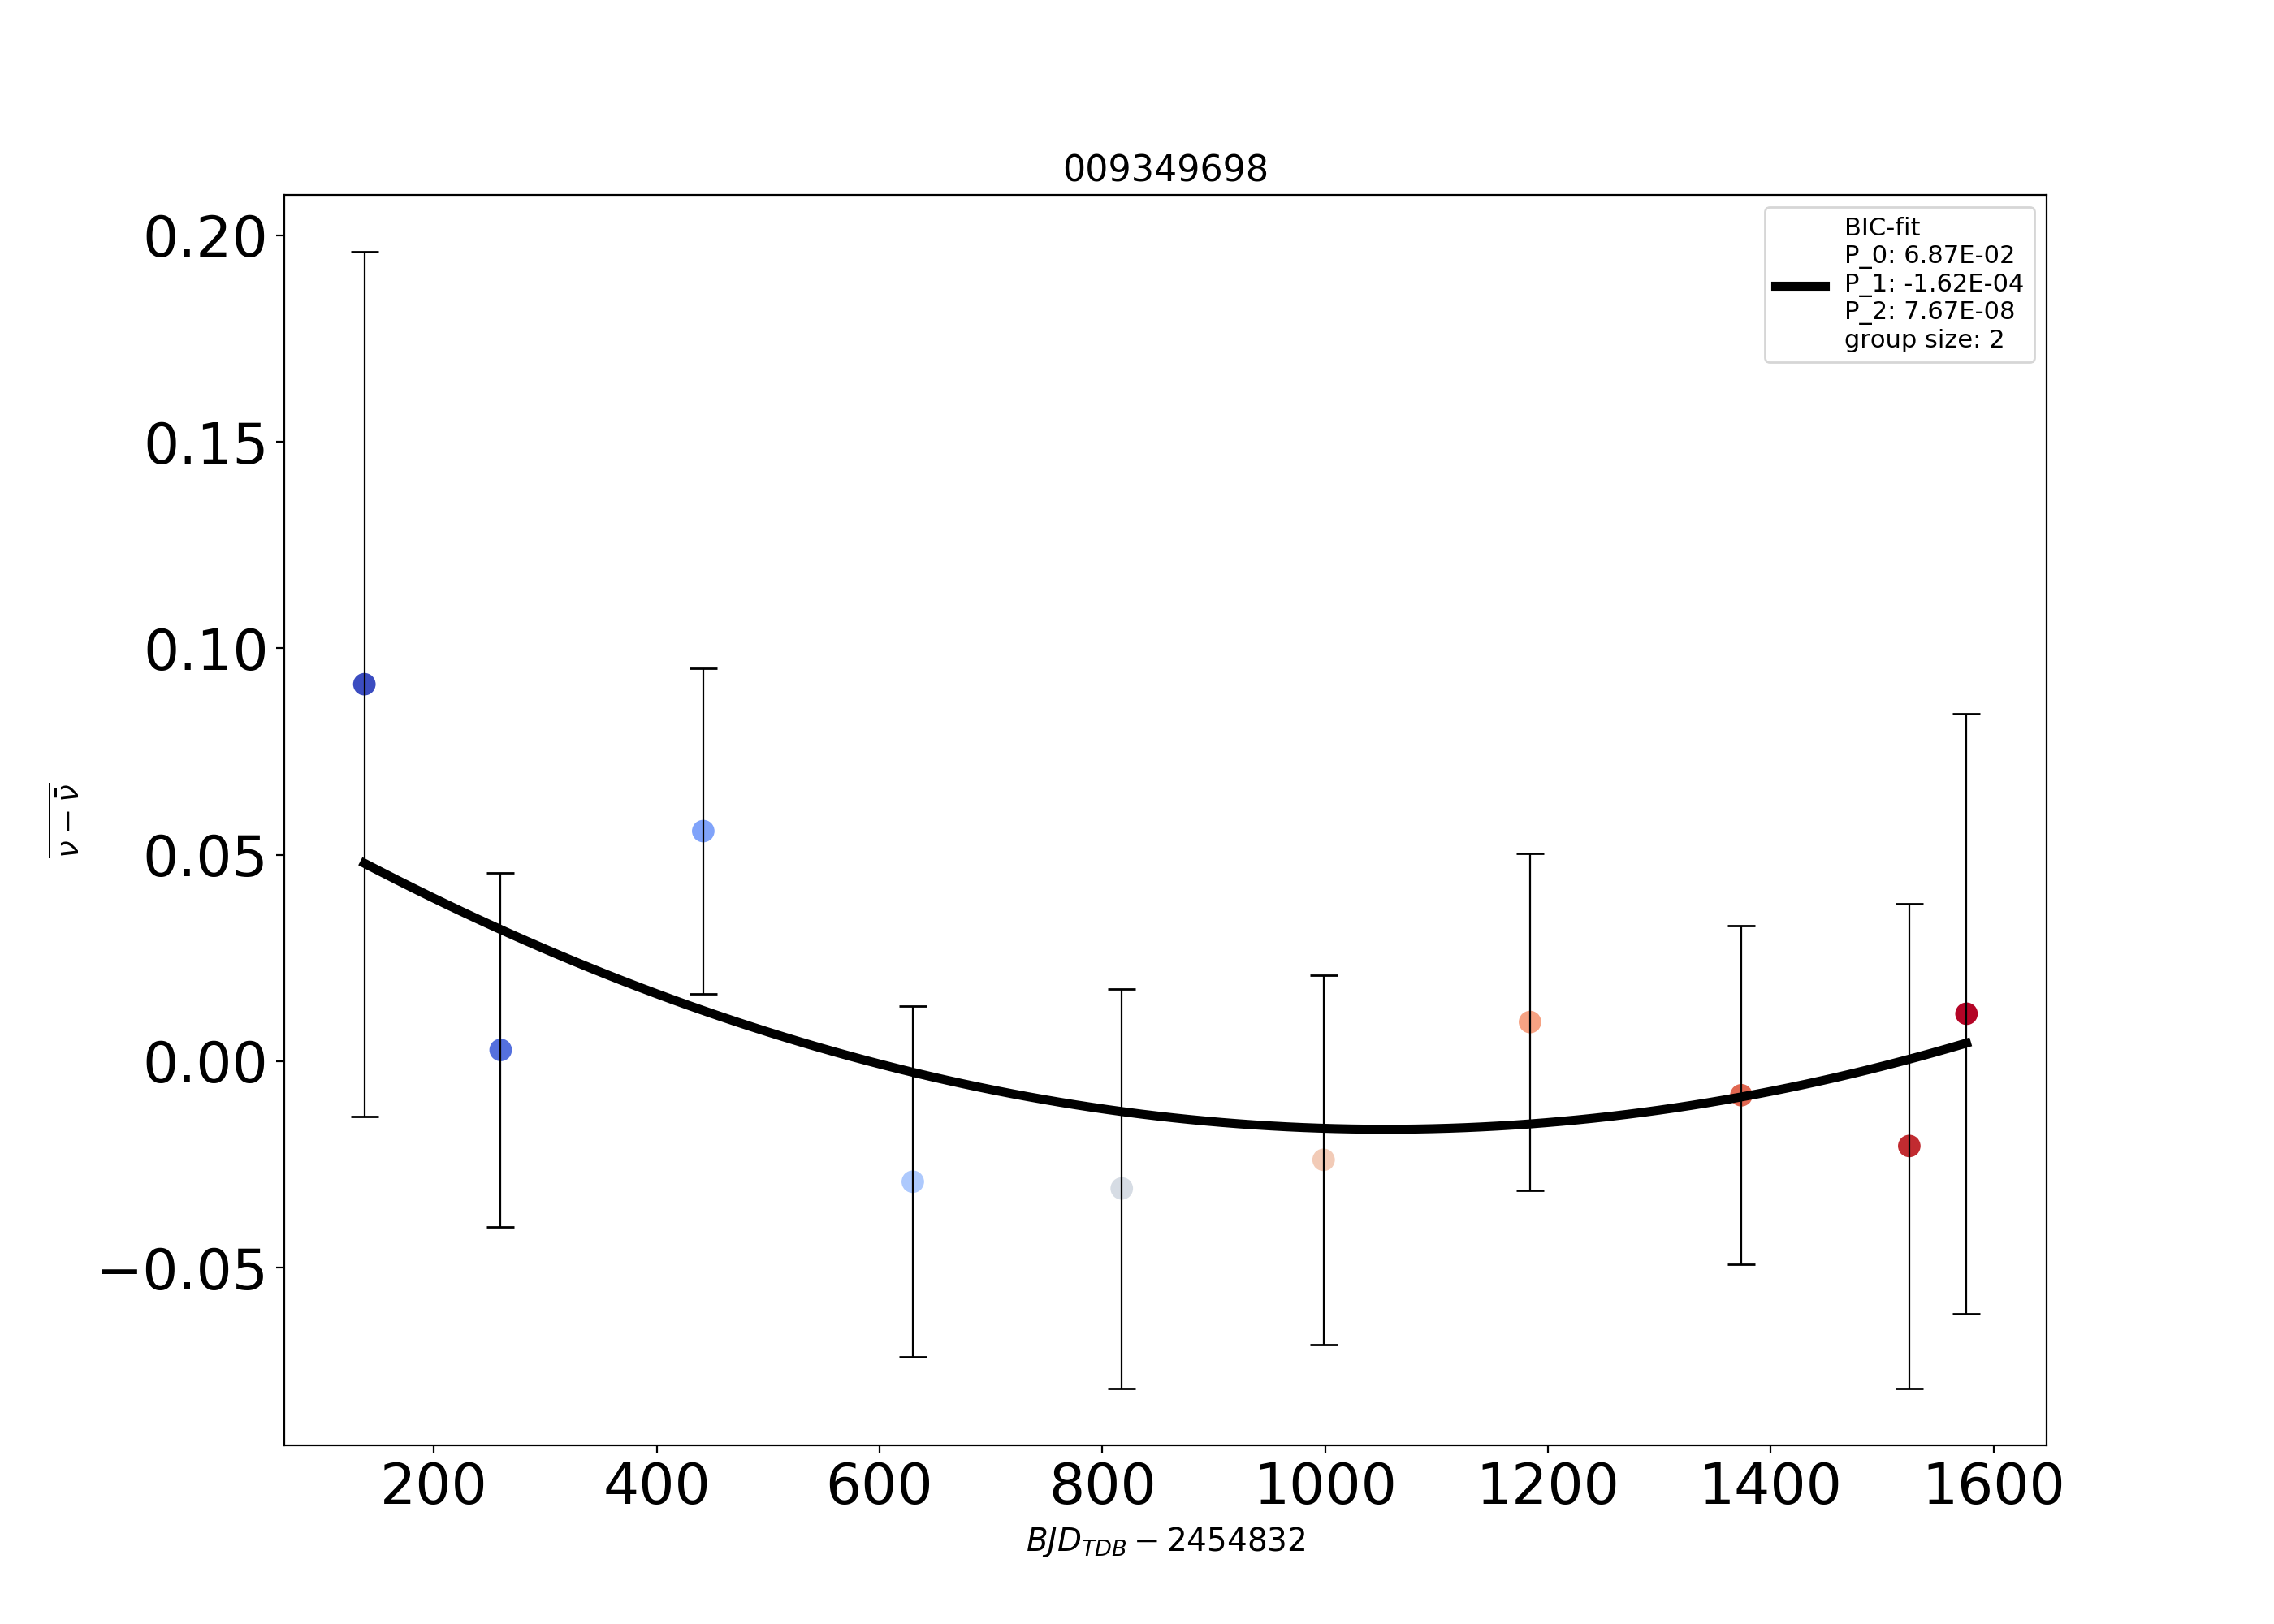 009349698
0.20
0.15
0.10
0.05
0.00
−0.05
ν − ν̄
BIC-fit
P_0: 6.87E-02
P_1: -1.62E-04
P_2: 7.67E-08
group size: 2
200 400 600 800 1000 1200 1400 1600
BJD_TDB − 2454832